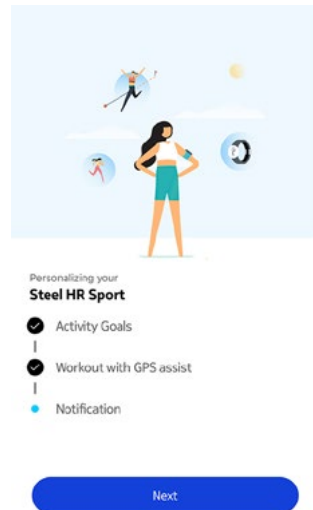 Personalizing your
Steel HR Sport
Activity Goals
Workout with GPS assist
Notification
Next